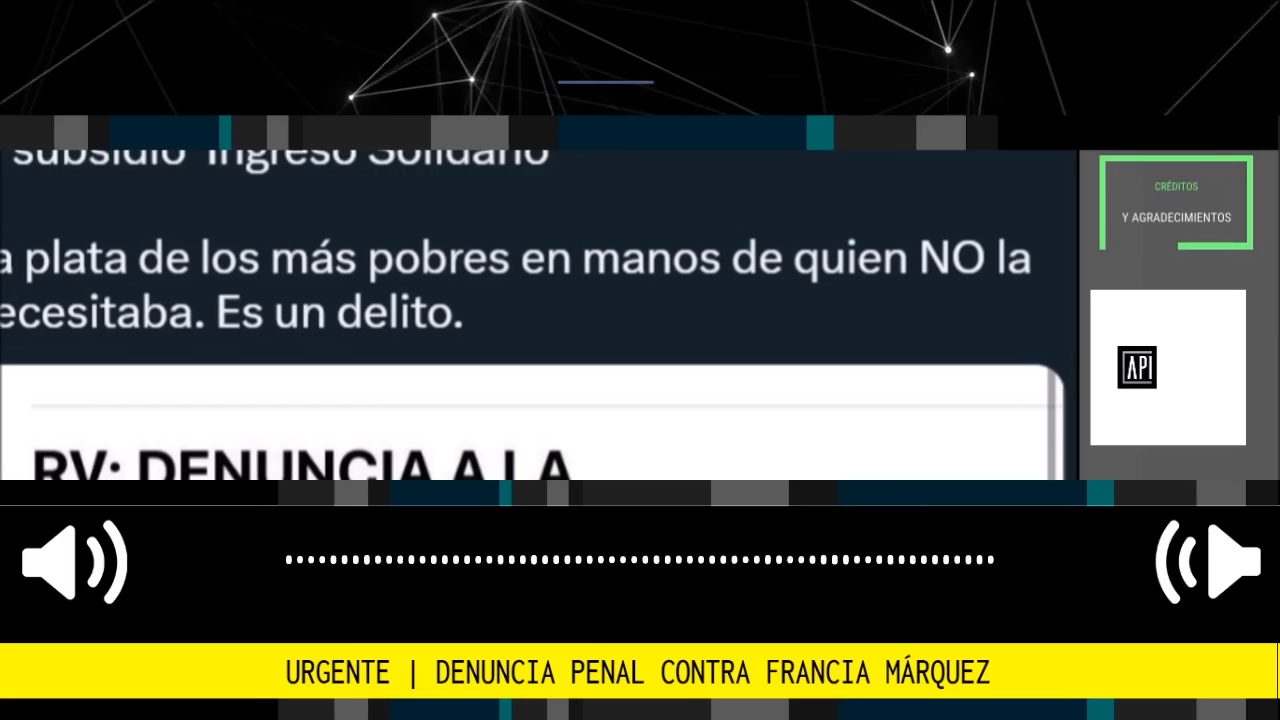 subsidio 'Ingreso Solidario'
a plata de los más pobres en manos de quien NO la
ecesitaba. Es un delito.
RV: DENUNCIA A LA
CRÉDITOS
Y AGRADECIMIENTOS
API
URGENTE | DENUNCIA PENAL CONTRA FRANCIA MÁRQUEZ